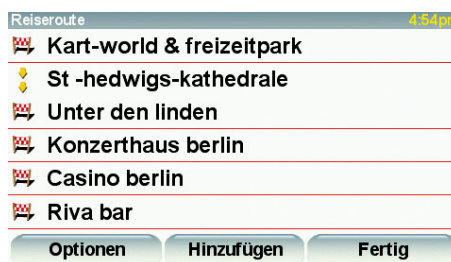 Reiseroute 4:54pm
Kart-world & freizeitpark
St -hedwigs-kathedrale
Unter den linden
Konzerthaus berlin
Casino berlin
Riva bar
Optionen Hinzufügen Fertig